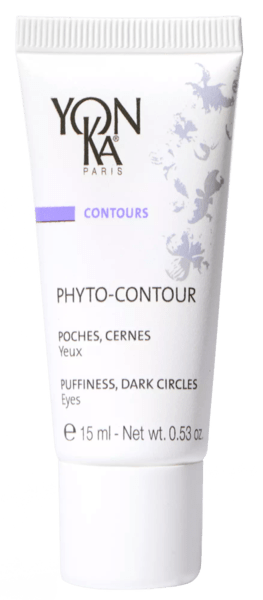 YON
KA®
PARIS
CONTOURS
PHYTO-CONTOUR
POCHES, CERNES
Yeux
PUFFINESS, DARK CIRCLES
Eyes
℮ 15 ml - Net wt. 0.53 oz.